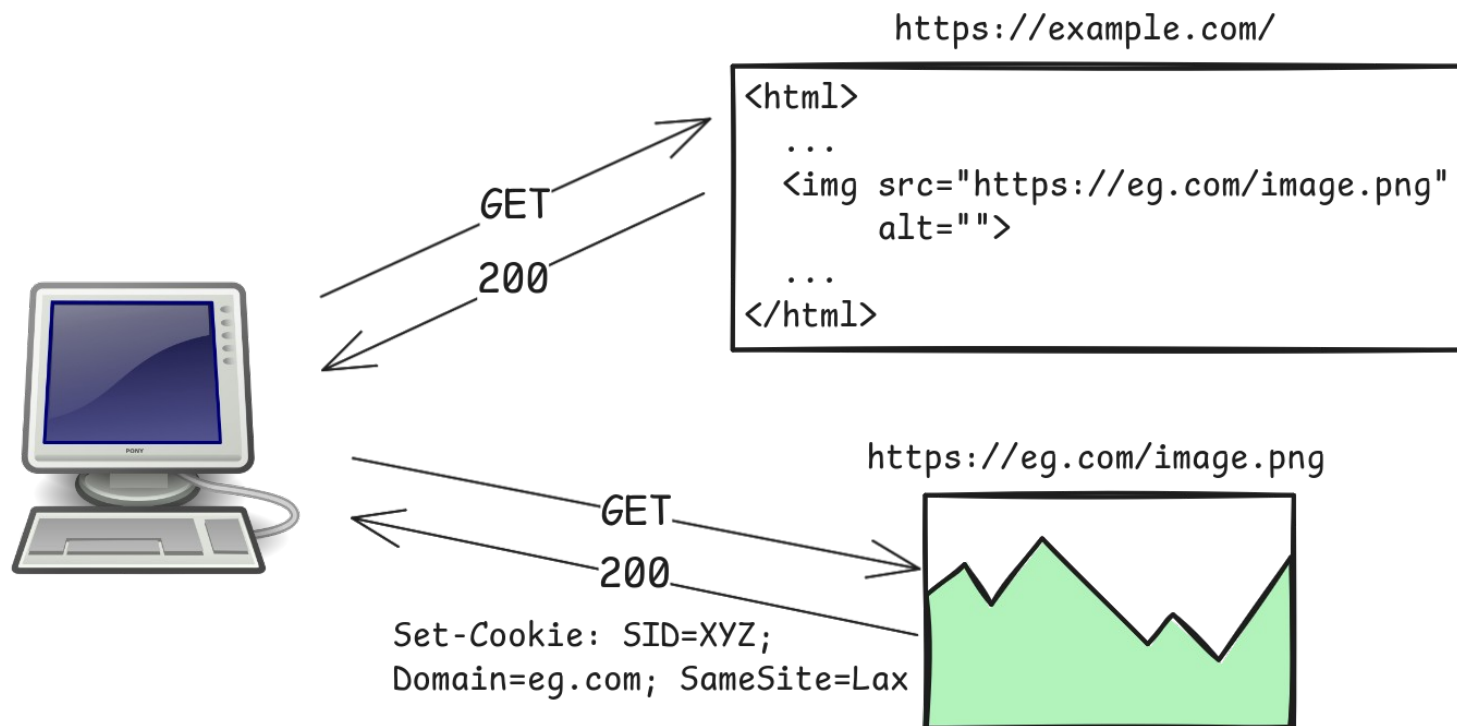 https://example.com/
<html>
...
<img src="https://eg.com/image.png"
alt="">
...
</html>
GET
200
https://eg.com/image.png
GET
200
Set-Cookie: SID=XYZ;
Domain=eg.com; SameSite=Lax
PONY